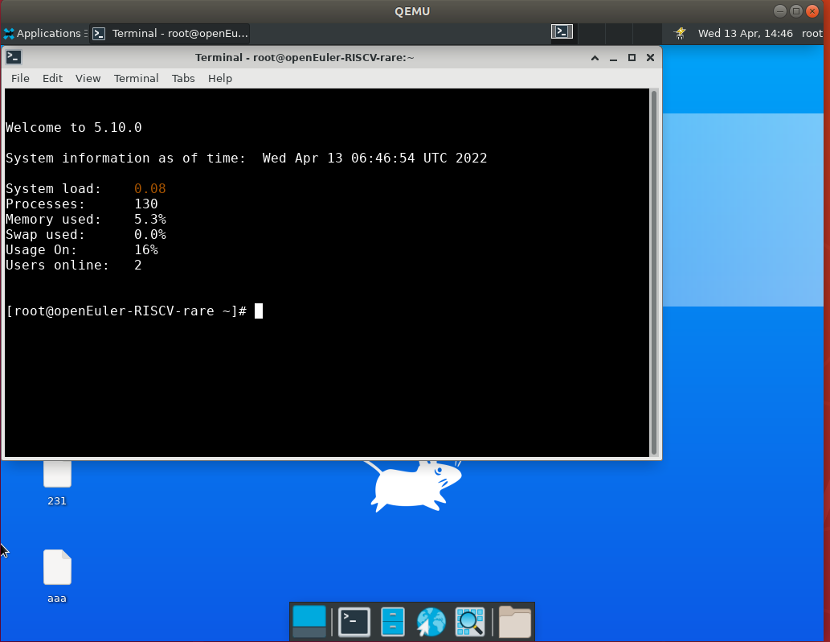 QEMU
Applications Terminal - root@openEu... Wed 13 Apr, 14:46 root
Terminal - root@openEuler-RISCV-rare:~
File Edit View Terminal Tabs Help
Welcome to 5.10.0
System information as of time:  Wed Apr 13 06:46:54 UTC 2022
System load:    0.08
Processes:      130
Memory used:    5.3%
Swap used:      0.0%
Usage On:       16%
Users online:   2
[root@openEuler-RISCV-rare ~]#
231
aaa